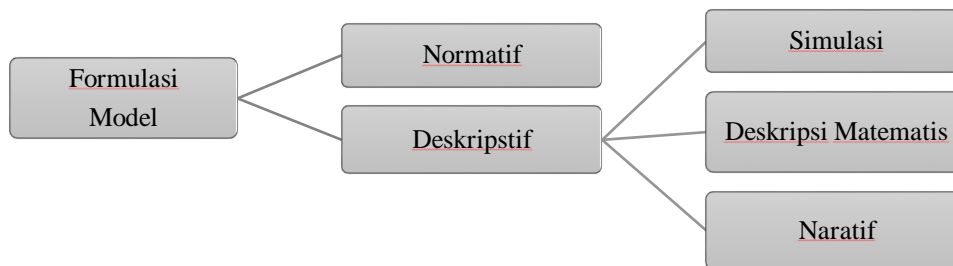 Formulasi
Model
Normatif
Deskripstif
Simulasi
Deskripsi Matematis
Naratif